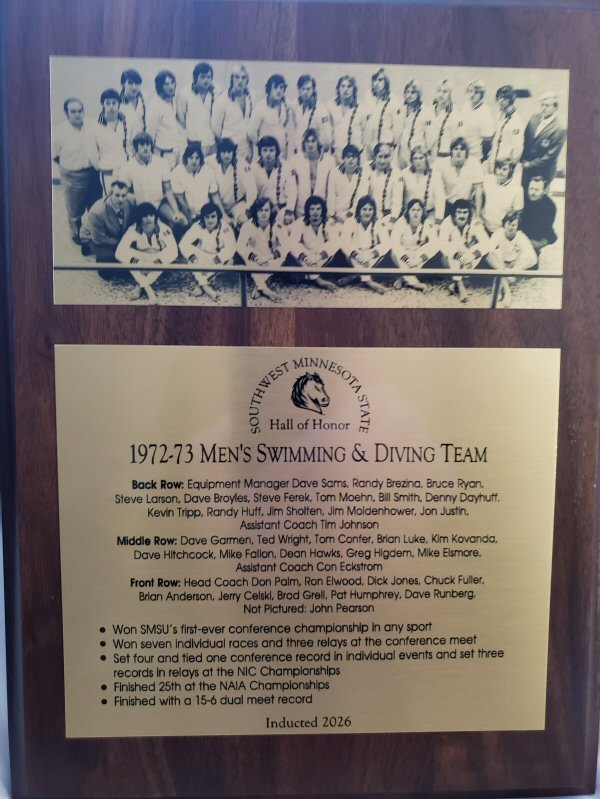 SOUTHWEST MINNESOTA STATE
Hall of Honor
1972-73 MEN'S SWIMMING & DIVING TEAM
Back Row: Equipment Manager Dave Sams, Randy Brezina, Bruce Ryan,
Steve Larson, Dave Broyles, Steve Ferek, Tom Moehn, Bill Smith, Denny Dayhuff,
Kevin Tripp, Randy Huff, Jim Sholten, Jim Moldenhower, Jon Justin,
Assistant Coach Tim Johnson
Middle Row: Dave Garmen, Ted Wright, Tom Confer, Brian Luke, Kim Kovanda,
Dave Hitchcock, Mike Fallon, Dean Hawks, Greg Higdem, Mike Elsmore,
Assistant Coach Con Eckstrom
Front Row: Head Coach Don Palm, Ron Elwood, Dick Jones, Chuck Fuller,
Brian Anderson, Jerry Celski, Brad Grell, Pat Humphrey, Dave Runberg,
Not Pictured: John Pearson
• Won SMSU's first-ever conference championship in any sport
• Won seven individual races and three relays at the conference meet
• Set four and tied one conference record in individual events and set three
records in relays at the NIC Championships
• Finished 25th at the NAIA Championships
• Finished with a 15-6 dual meet record
Inducted 2026